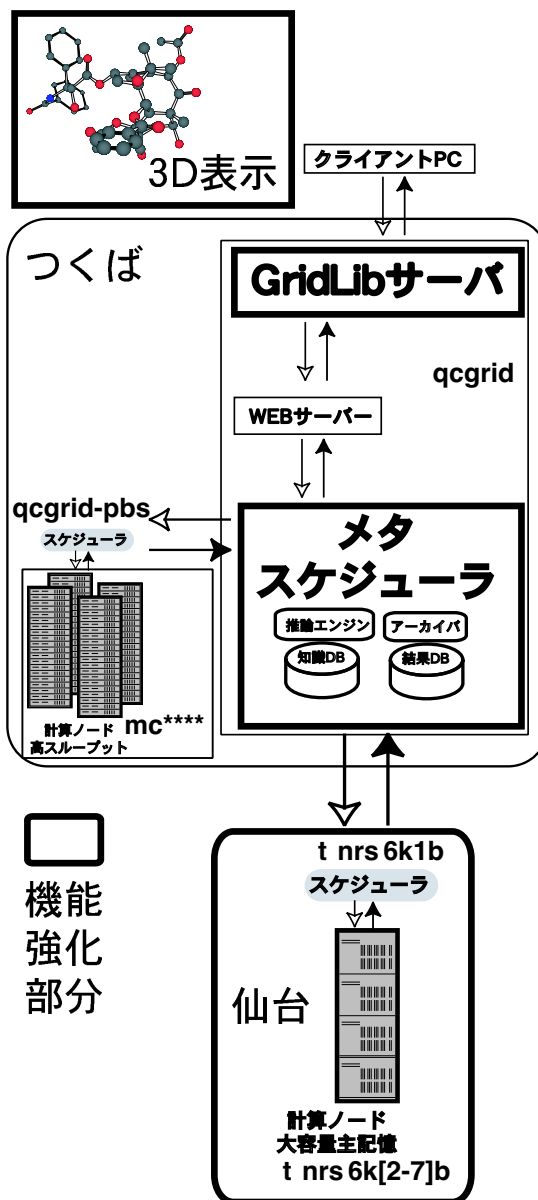 3D表示
クライアントPC
つくば
GridLibサーバ
qcgrid
WEBサーバー
qcgrid-pbs
スケジューラ
メタ
スケジューラ
推論エンジン
アーカイバ
知識DB
結果DB
計算ノード
高スループット
mc****
t nrs 6k1b
スケジューラ
機能
強化
部分
仙台
計算ノード
大容量主記憶
t nrs 6k[2-7]b